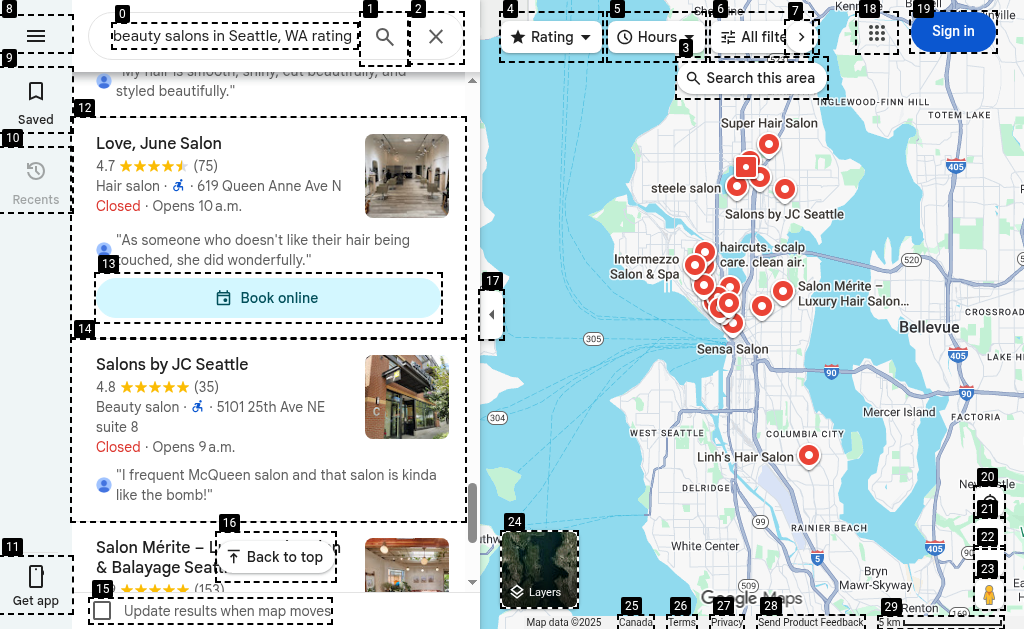 beauty salons in Seattle, WA rating
"My hair is smooth, shiny, cut beautifully, and
styled beautifully."
Saved
Recents
Get app
Love, June Salon
4.7 (75)
Hair salon · · 619 Queen Anne Ave N
Closed · Opens 10 a.m.
"As someone who doesn't like their hair being
touched, she did wonderfully."
Book online
Salons by JC Seattle
4.8 (35)
Beauty salon · · 5101 25th Ave NE
suite 8
Closed · Opens 9 a.m.
"I frequent McQueen salon and that salon is kinda
like the bomb!"
Salon Mérite –
& Balayage
(153)
Back to top
Update results when map moves
Rating
Hours
All
Search this area
Sign in
INGLEWOOD-FINN HILL
TOTEM LAKE
Super Hair Salon
405
steele salon
Salons by JC Seattle
haircuts. scalp
care. clean air.
Intermezzo
Salon & Spa
520
Salon Mérite –
Luxury Hair Salon...
CROSSROADS
Bellevue
305
Sensa Salon
405
LAKE
90
90
304
Mercer Island
FACTORIA
WEST SEATTLE
COLUMBIA CITY
Linh's Hair Salon
DELRIDGE
99
RAINIER BEACH
White Center
5
405
Bryn
Mawr-Skyway
509
Renton
169
Layers
Google Maps
Map data ©2025
Canada
Terms
Privacy
Send Product Feedback
5 km
0
1
2
3
4
5
6
7
8
9
10
11
12
13
14
15
16
17
18
19
20
21
22
23
24
25
26
27
28
29